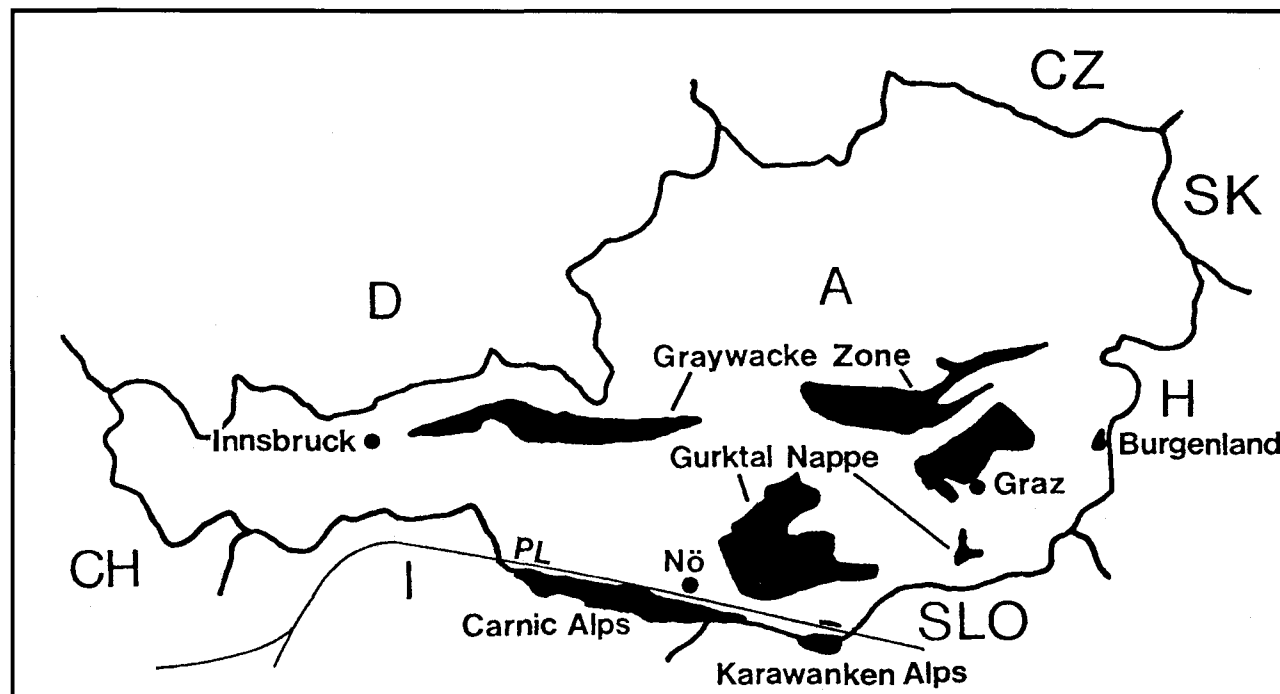 CZ
SK
D
A
Graywacke Zone
H
Innsbruck
Burgenland
Gurktal Nappe
Graz
CH
I
PL
Nö
SLO
Carnic Alps
Karawanken Alps